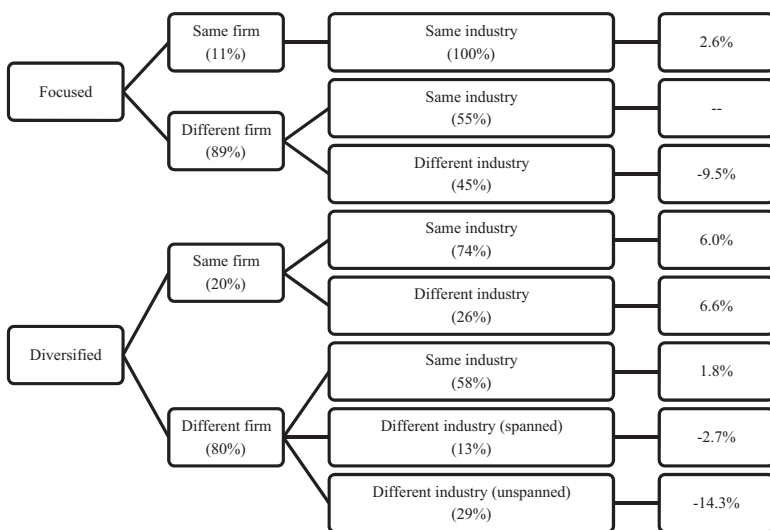 Focused
Same firm
(11%)
Same industry
(100%)
2.6%
Different firm
(89%)
Same industry
(55%)
--
Different industry
(45%)
-9.5%
Diversified
Same firm
(20%)
Same industry
(74%)
6.0%
Different industry
(26%)
6.6%
Different firm
(80%)
Same industry
(58%)
1.8%
Different industry (spanned)
(13%)
-2.7%
Different industry (unspanned)
(29%)
-14.3%